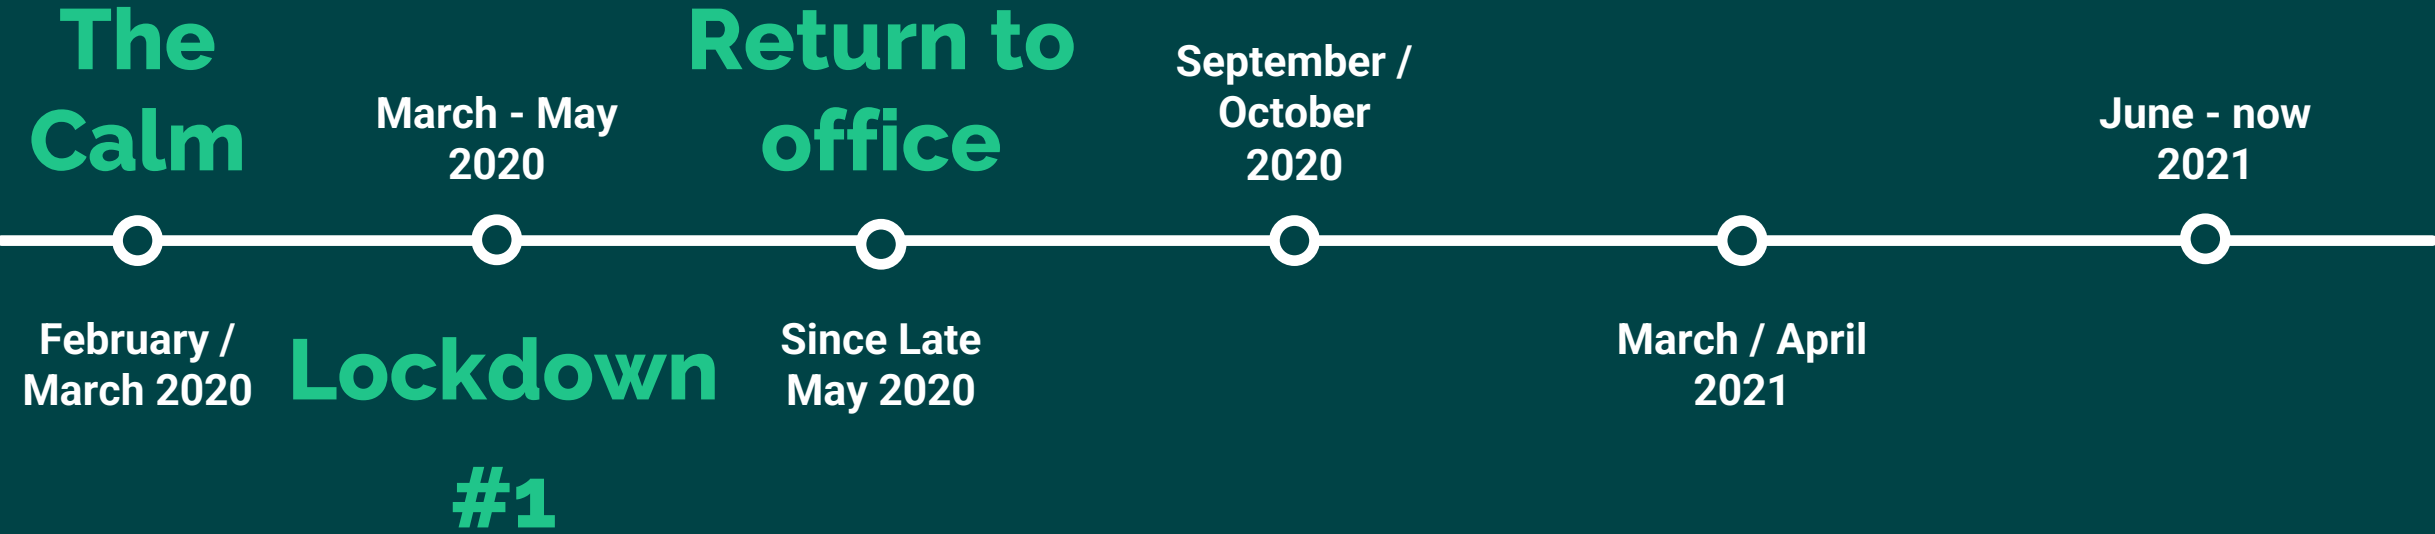 The
Calm
February /
March 2020
March - May
2020
Lockdown
#1
Return to
office
Since Late
May 2020
September /
October
2020
March / April
2021
June - now
2021